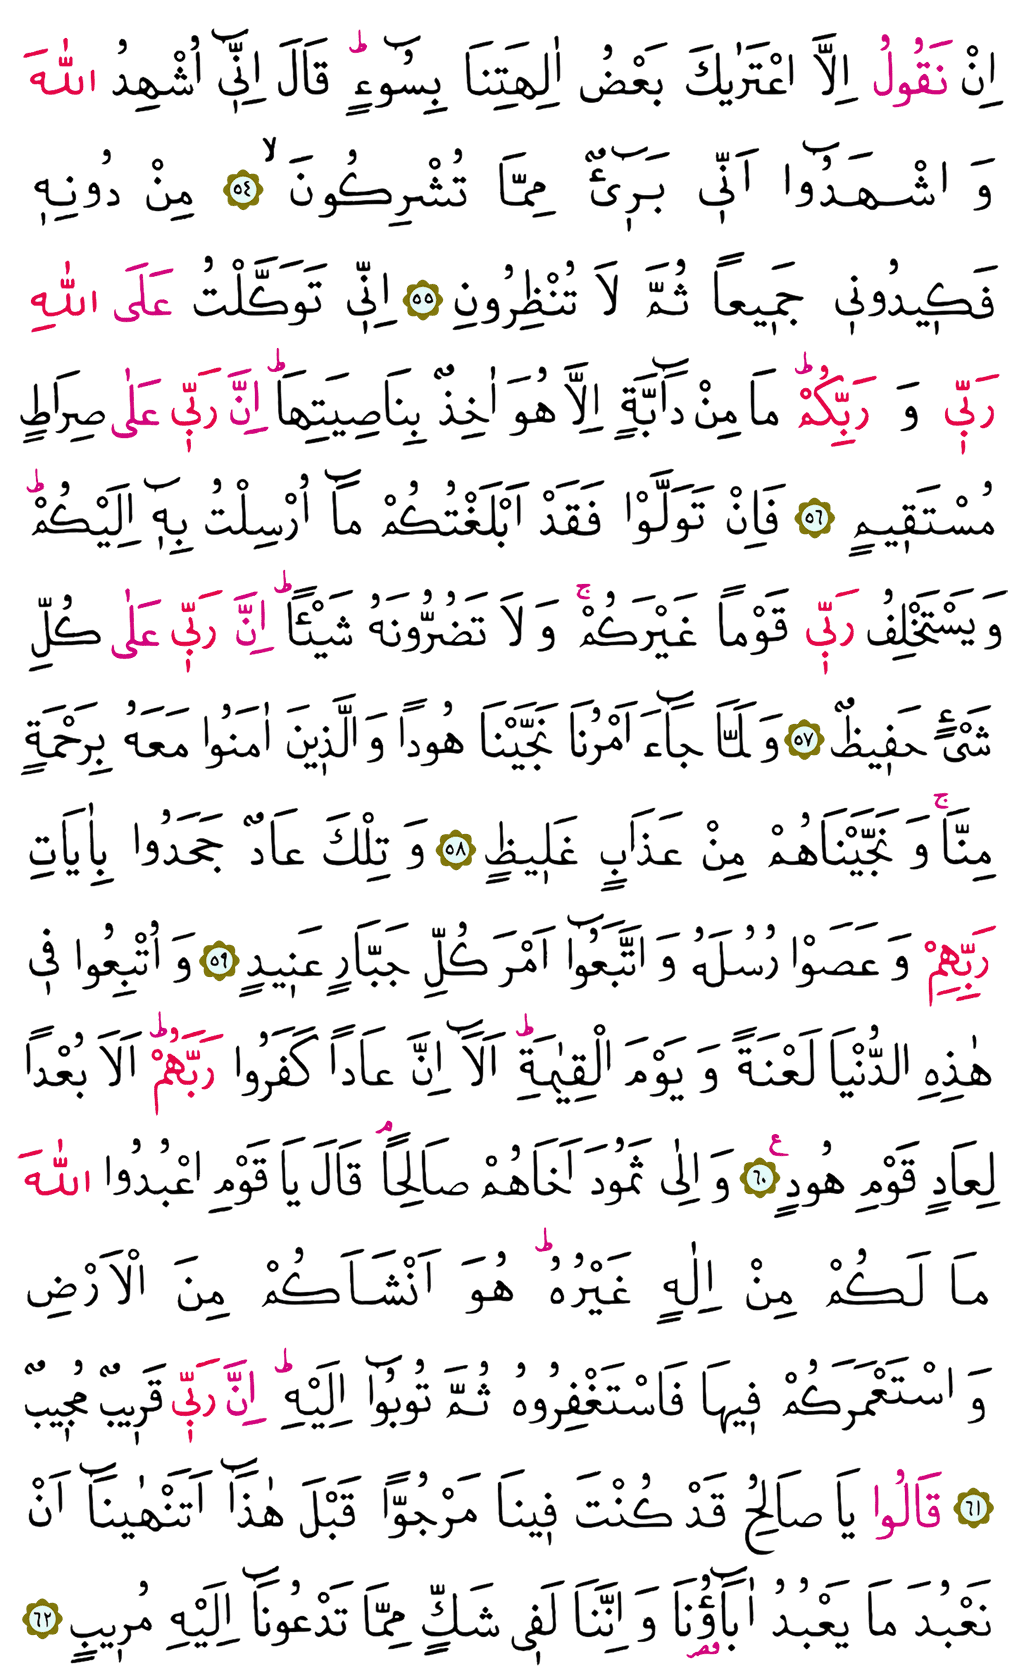 اِنْ نَقُولُ اِلَّا اعْتَرٰيكَ بَعْضُ اٰلِهَتِنَا بِسُٓوءٍۜ قَالَ اِنّ۪ٓي اُشْهِدُ اللّٰهَ
وَ اشْهَدُٓوا اَنّ۪ي بَر۪ٓئٌ مِمَّا تُشْرِكُونَۙ ﴿٥٤﴾ مِنْ دُونِه۪
فَك۪يدُون۪ي جَم۪يعاً ثُمَّ لَا تُنْظِرُونِ ﴿٥٥﴾ اِنّ۪ي تَوَكَّلْتُ عَلَى اللّٰهِ
رَبّ۪ي وَ رَبِّكُمْۜ مَا مِنْ دَٓابَّةٍ اِلَّا هُوَ اٰخِذٌ بِنَاصِيَتِهَاۜ اِنَّ رَبّ۪ي عَلٰى صِرَاطٍ
مُسْتَق۪يمٍ ﴿٥٦﴾ فَاِنْ تَوَلَّوْا فَقَدْ اَبْلَغْتُكُمْ مَٓا اُرْسِلْتُ بِه۪ٓ اِلَيْكُمْۜ
وَ يَسْتَخْلِفُ رَبّ۪ي قَوْماً غَيْرَكُمْۚ وَ لَا تَضُرُّونَهُ شَيْـٔاًۜ اِنَّ رَبّ۪ي عَلٰى كُلِّ
شَيْءٍ حَف۪يظٌ ﴿٥٧﴾ وَ لَمَّا جَٓاءَ اَمْرُنَا نَجَّيْنَا هُوداً وَ الَّذ۪ينَ اٰمَنُوا مَعَهُ بِرَحْمَةٍ
مِنَّاۚ وَ نَجَّيْنَاهُمْ مِنْ عَذَابٍ غَل۪يظٍ ﴿٥٨﴾ وَ تِلْكَ عَادٌ جَحَدُوا بِاٰيَاتِ
رَبِّهِمْ وَ عَصَوْا رُسُلَهُ وَ اتَّبَعُٓوا اَمْرَ كُلِّ جَبَّارٍ عَن۪يدٍ ﴿٥٩﴾ وَ اُتْبِعُوا ف۪ي
هٰذِهِ الدُّنْيَا لَعْنَةً وَ يَوْمَ الْقِيٰمَةِۜ اَلَٓا اِنَّ عَاداً كَفَرُوا رَبَّهُمْۜ اَلَا بُعْداً
لِعَادٍ قَوْمِ هُودٍ ﴿٦٠﴾ ع وَ اِلٰى ثَمُودَ اَخَاهُمْ صَالِحاًۢ قَالَ يَا قَوْمِ اعْبُدُوا اللّٰهَ
مَا لَكُمْ مِنْ اِلٰهٍ غَيْرُهُۜ هُوَ اَنْشَاَكُمْ مِنَ الْاَرْضِ
وَ اسْتَعْمَرَكُمْ ف۪يهَا فَاسْتَغْفِرُوهُ ثُمَّ تُوبُٓوا اِلَيْهِۜ اِنَّ رَبّ۪ي قَر۪يبٌ مُج۪يبٌ
﴿٦١﴾ قَالُوا يَا صَالِحُ قَدْ كُنْتَ ف۪ينَا مَرْجُوّاً قَبْلَ هٰذَٓا اَتَنْهٰينَٓا اَنْ
نَعْبُدَ مَا يَعْبُدُ اٰبَٓاؤُ۬نَا وَ اِنَّنَا لَف۪ي شَكٍّ مِمَّا تَدْعُونَٓا اِلَيْهِ مُر۪يبٍ ﴿٦٢﴾
قصر